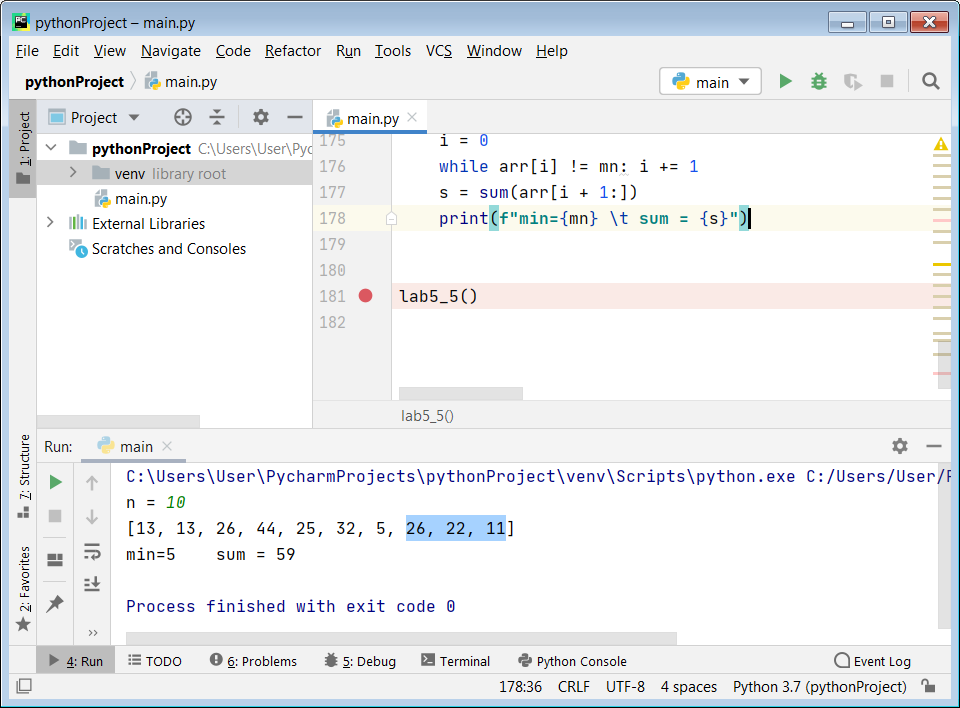 pythonProject – main.py
File Edit View Navigate Code Refactor Run Tools VCS Window Help
pythonProject main.py main
1: Project
Project
main.py
pythonProject C:\Users\User\Pyc
venv library root
main.py
External Libraries
Scratches and Consoles
175 i = 0
176 while arr[i] != mn: i += 1
177 s = sum(arr[i + 1:])
178 print(f"min={mn} \t sum = {s}")
179
180
181 lab5_5()
182
lab5_5()
7: Structure
2: Favorites
Run: main
C:\Users\User\PycharmProjects\pythonProject\venv\Scripts\python.exe C:/Users/User/P
n = 10
[13, 13, 26, 44, 25, 32, 5, 26, 22, 11]
min=5 sum = 59
Process finished with exit code 0
4: Run TODO 6: Problems 5: Debug Terminal Python Console Event Log
178:36 CRLF UTF-8 4 spaces Python 3.7 (pythonProject)